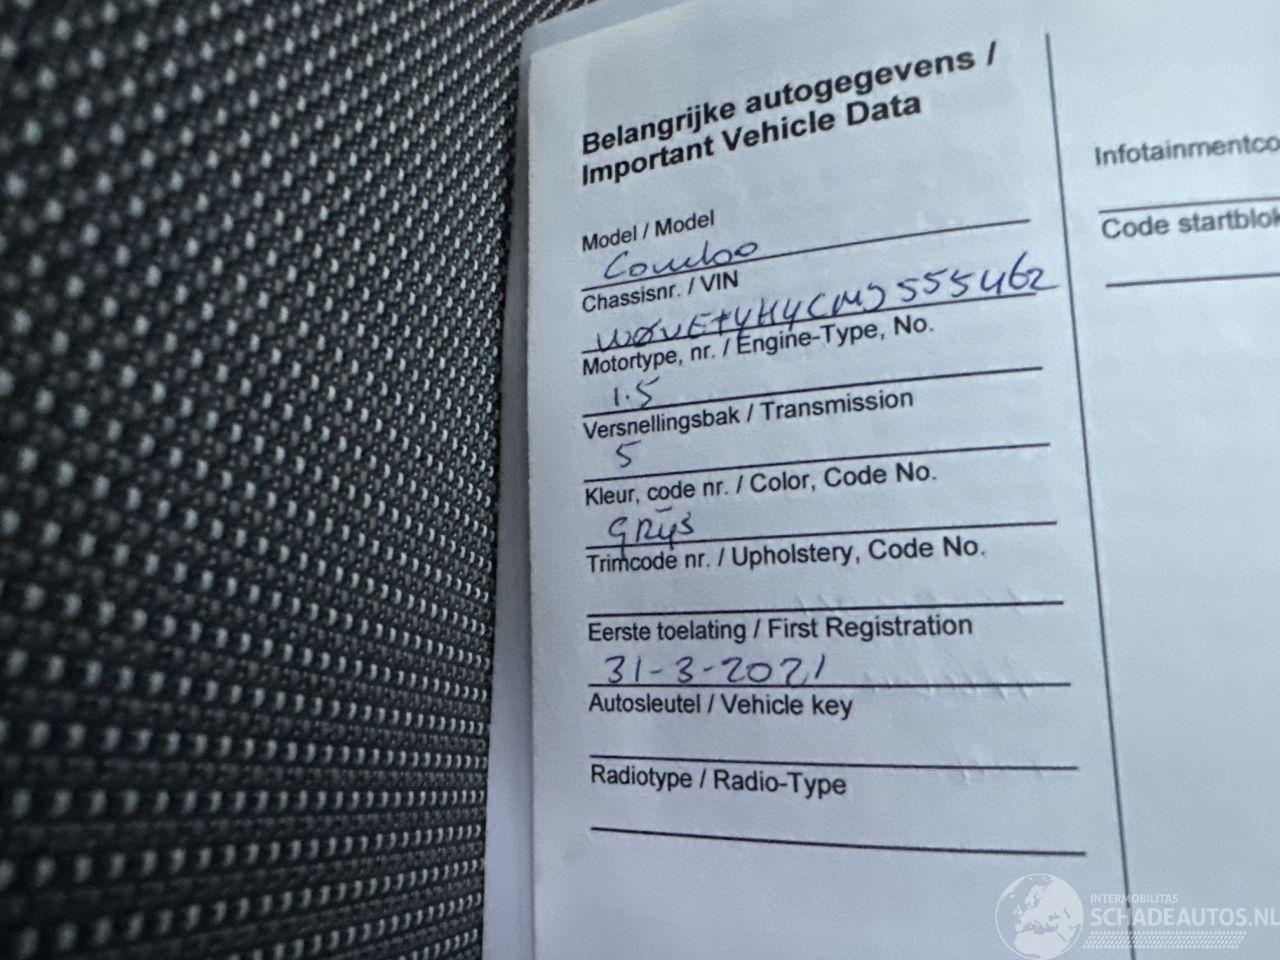 Belangrijke autogegevens /
Important Vehicle Data
Model / Model
Combo
Chassisnr. / VIN
WØVEFYHYCMJ555462
Motortype, nr. / Engine-Type, No.
1.5
Versnellingsbak / Transmission
5
Kleur, code nr. / Color, Code No.
GRijs
Trimcode nr. / Upholstery, Code No.
Eerste toelating / First Registration
31-3-2021
Autosleutel / Vehicle key
Radiotype / Radio-Type
Infotainmentco
Code startblok
INTERMOBILITAS
SCHADEAUTOS.NL